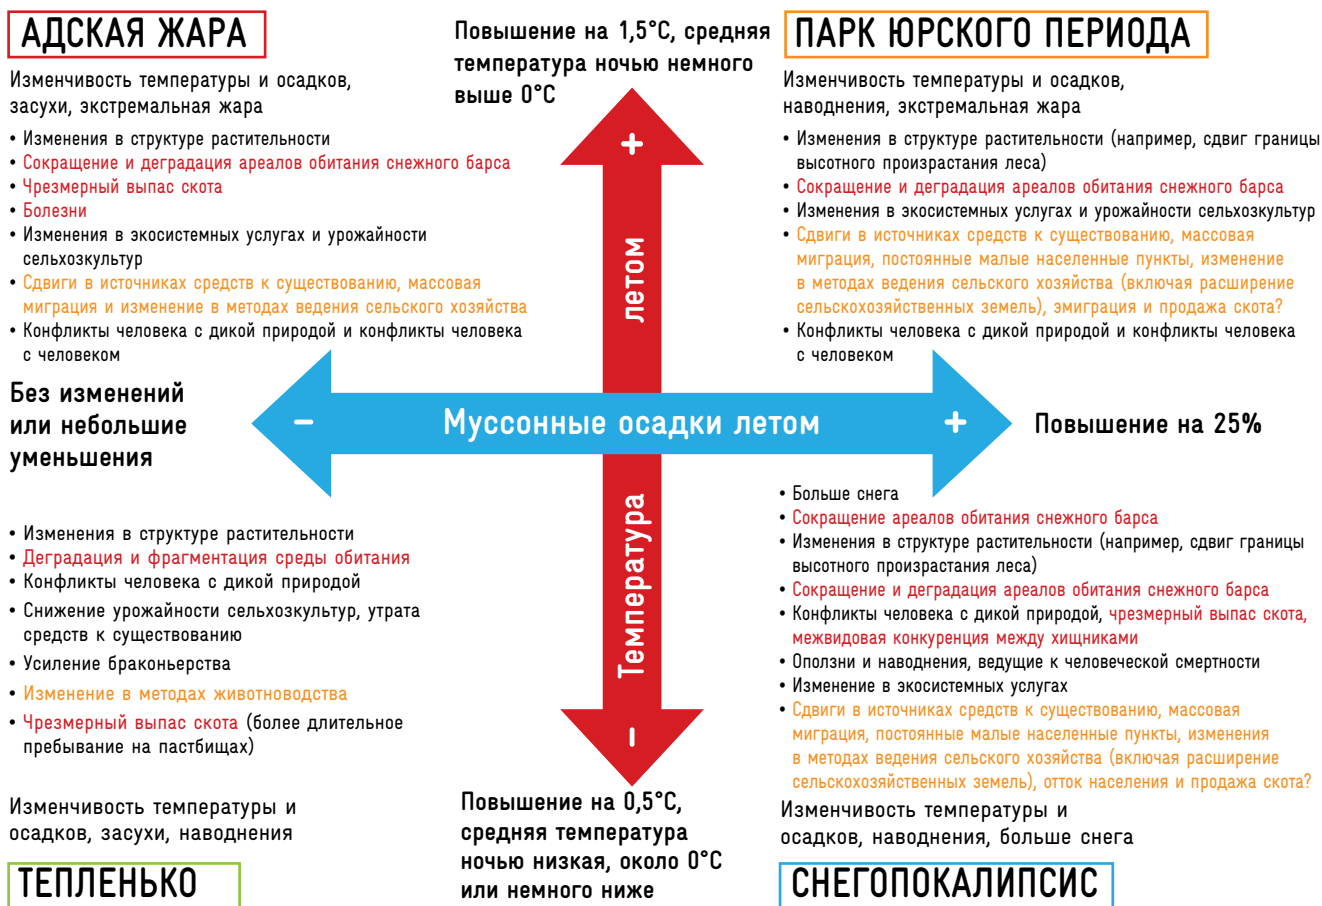 АДСКАЯ ЖАРА
Изменчивость температуры и осадков,
засухи, экстремальная жара
• Изменения в структуре растительности
• Сокращение и деградация ареалов обитания снежного барса
• Чрезмерный выпас скота
• Болезни
• Изменения в экосистемных услугах и урожайности
сельхозкультур
• Сдвиги в источниках средств к существованию, массовая
миграция и изменение в методах ведения сельского хозяйства
• Конфликты человека с дикой природой и конфликты человека
с человеком
Повышение на 1,5°C, средняя
температура ночью немного
выше 0°C
ПАРК ЮРСКОГО ПЕРИОДА
Изменчивость температуры и осадков,
наводнения, экстремальная жара
• Изменения в структуре растительности (например, сдвиг границы
высотного произрастания леса)
• Сокращение и деградация ареалов обитания снежного барса
• Изменения в экосистемных услугах и урожайности сельхозкультур
• Сдвиги в источниках средств к существованию, массовая
миграция, постоянные малые населенные пункты, изменение
в методах ведения сельского хозяйства (включая расширение
сельскохозяйственных земель), эмиграция и продажа скота?
• Конфликты человека с дикой природой и конфликты человека
с человеком
+
летом
Без изменений
или небольшие
уменьшения
–
Муссонные осадки летом
+
Повышение на 25%
Температура
–
• Изменения в структуре растительности
• Деградация и фрагментация среды обитания
• Конфликты человека с дикой природой
• Снижение урожайности сельхозкультур, утрата
средств к существованию
• Усиление браконьерства
• Изменение в методах животноводства
• Чрезмерный выпас скота (более длительное
пребывание на пастбищах)
Изменчивость температуры и
осадков, засухи, наводнения
ТЕПЛЕНЬКО
Повышение на 0,5°C,
средняя температура
ночью низкая, около 0°C
или немного ниже
• Больше снега
• Сокращение ареалов обитания снежного барса
• Изменения в структуре растительности (например, сдвиг границы
высотного произрастания леса)
• Сокращение и деградация ареалов обитания снежного барса
• Конфликты человека с дикой природой, чрезмерный выпас скота,
межвидовая конкуренция между хищниками
• Оползни и наводнения, ведущие к человеческой смертности
• Изменение в экосистемных услугах
• Сдвиги в источниках средств к существованию, массовая
миграция, постоянные малые населенные пункты, изменения
в методах ведения сельского хозяйства (включая расширение
сельскохозяйственных земель), отток населения и продажа скота?
Изменчивость температуры и
осадков, наводнения, больше снега
СНЕГОПОКАЛИПСИС